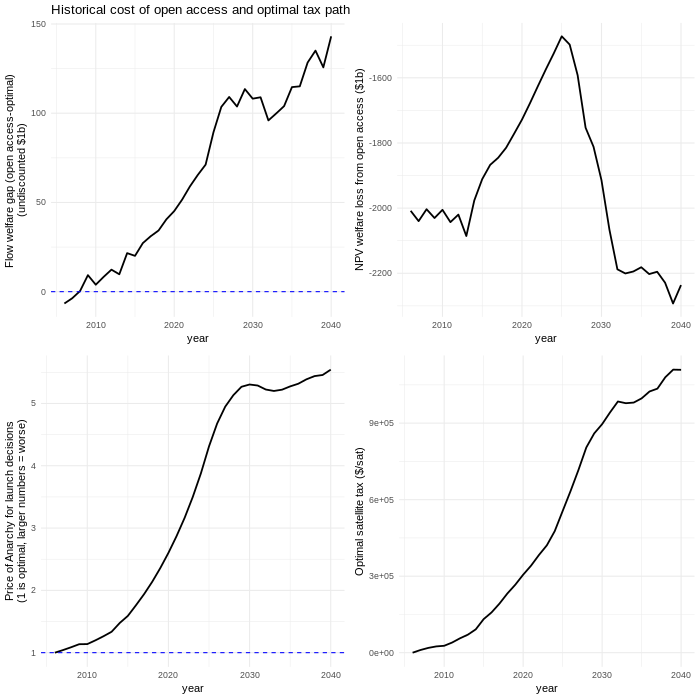 Historical cost of open access and optimal tax path
Flow welfare gap (open access-optimal)
(undiscounted $1b)
150
100
50
0
2010
2020
2030
2040
year
NPV welfare loss from open access ($1b)
-1600
-1800
-2000
-2200
2010
2020
2030
2040
year
Price of Anarchy for launch decisions
(1 is optimal, larger numbers = worse)
5
4
3
2
1
2010
2020
2030
2040
year
Optimal satellite tax ($/sat)
9e+05
6e+05
3e+05
0e+00
2010
2020
2030
2040
year